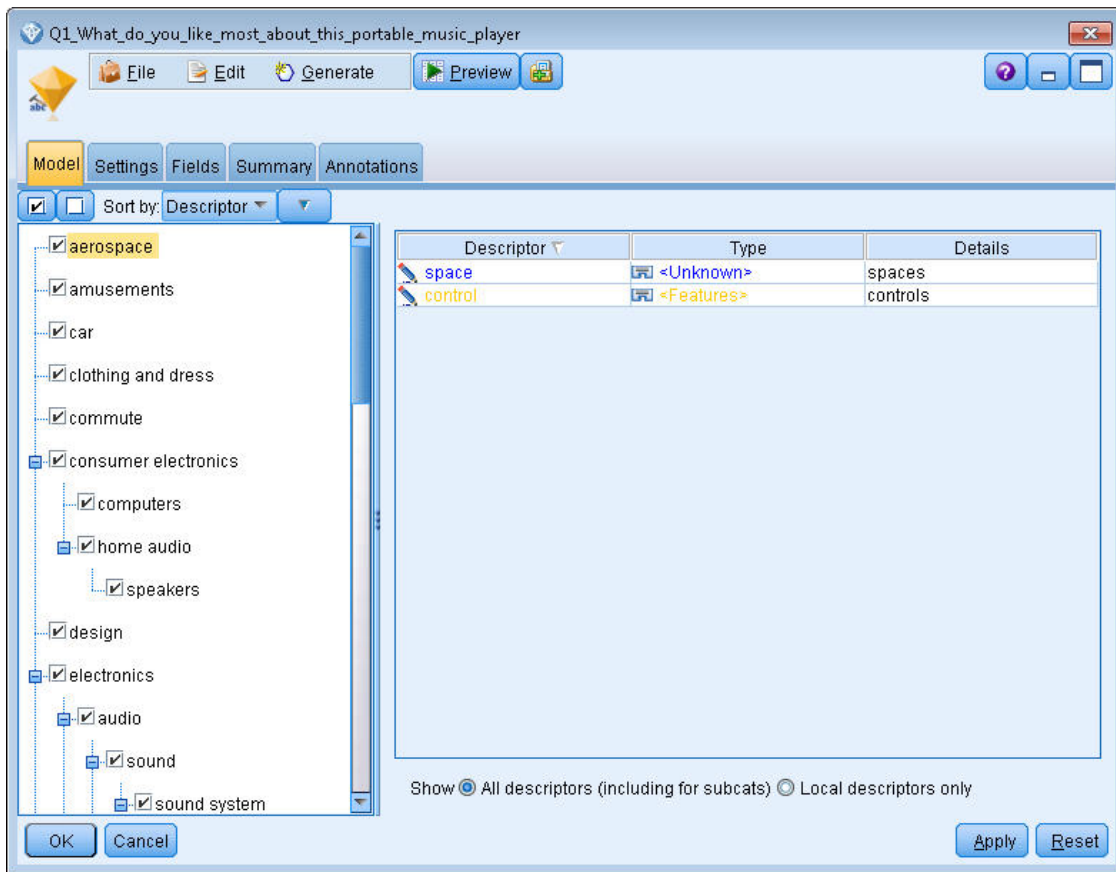 Q1_What_do_you_like_most_about_this_portable_music_player
File Edit Generate Preview
abc
Model Settings Fields Summary Annotations
Sort by: Descriptor
aerospace
amusements
car
clothing and dress
commute
consumer electronics
computers
home audio
speakers
design
electronics
audio
sound
sound system
Descriptor Type Details
space <Unknown> spaces
control <Features> controls
Show All descriptors (including for subcats) Local descriptors only
OK Cancel Apply Reset